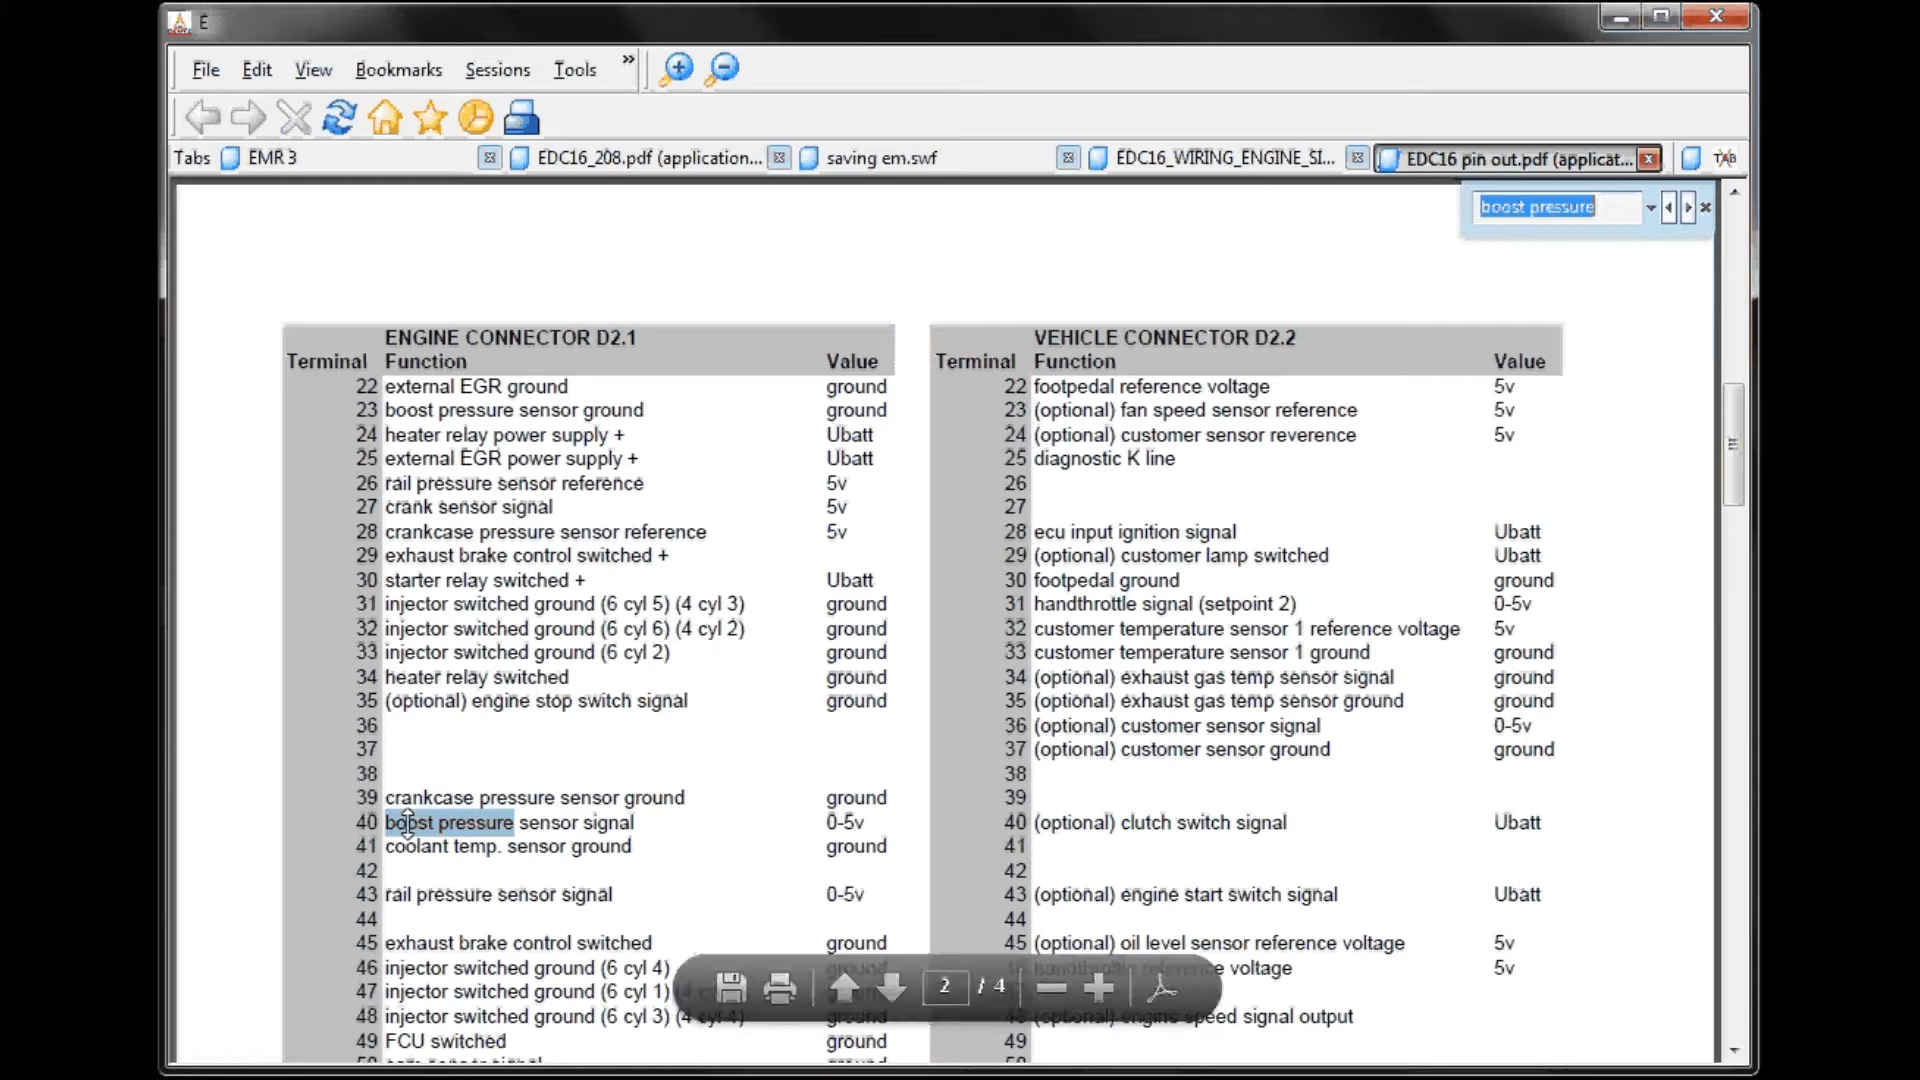 E
File Edit View Bookmarks Sessions Tools »
Tabs EMR 3 EDC16_208.pdf (application... saving em.swf EDC16_WIRING_ENGINE_SI... EDC16 pin out.pdf (applicat... TAB
boost pressure
ENGINE CONNECTOR D2.1
Terminal Function Value
22 external EGR ground ground
23 boost pressure sensor ground ground
24 heater relay power supply + Ubatt
25 external EGR power supply + Ubatt
26 rail pressure sensor reference 5v
27 crank sensor signal 5v
28 crankcase pressure sensor reference 5v
29 exhaust brake control switched +
30 starter relay switched + Ubatt
31 injector switched ground (6 cyl 5) (4 cyl 3) ground
32 injector switched ground (6 cyl 6) (4 cyl 2) ground
33 injector switched ground (6 cyl 2) ground
34 heater relay switched ground
35 (optional) engine stop switch signal ground
36
37
38
39 crankcase pressure sensor ground ground
40 boost pressure sensor signal 0-5v
41 coolant temp. sensor ground ground
42
43 rail pressure sensor signal 0-5v
44
45 exhaust brake control switched ground
46 injector switched ground (6 cyl 4) ground
47 injector switched ground (6 cyl 1)
48 injector switched ground (6 cyl 3) (4 cyl 4) ground
49 FCU switched ground
VEHICLE CONNECTOR D2.2
Terminal Function Value
22 footpedal reference voltage 5v
23 (optional) fan speed sensor reference 5v
24 (optional) customer sensor reverence 5v
25 diagnostic K line
26
27
28 ecu input ignition signal Ubatt
29 (optional) customer lamp switched Ubatt
30 footpedal ground ground
31 handthrottle signal (setpoint 2) 0-5v
32 customer temperature sensor 1 reference voltage 5v
33 customer temperature sensor 1 ground ground
34 (optional) exhaust gas temp sensor signal ground
35 (optional) exhaust gas temp sensor ground ground
36 (optional) customer sensor signal 0-5v
37 (optional) customer sensor ground ground
38
39
40 (optional) clutch switch signal Ubatt
41
42
43 (optional) engine start switch signal Ubatt
44
45 (optional) oil level sensor reference voltage 5v
handthrottle reference voltage 5v
48 (optional) engine speed signal output
49
2 / 4